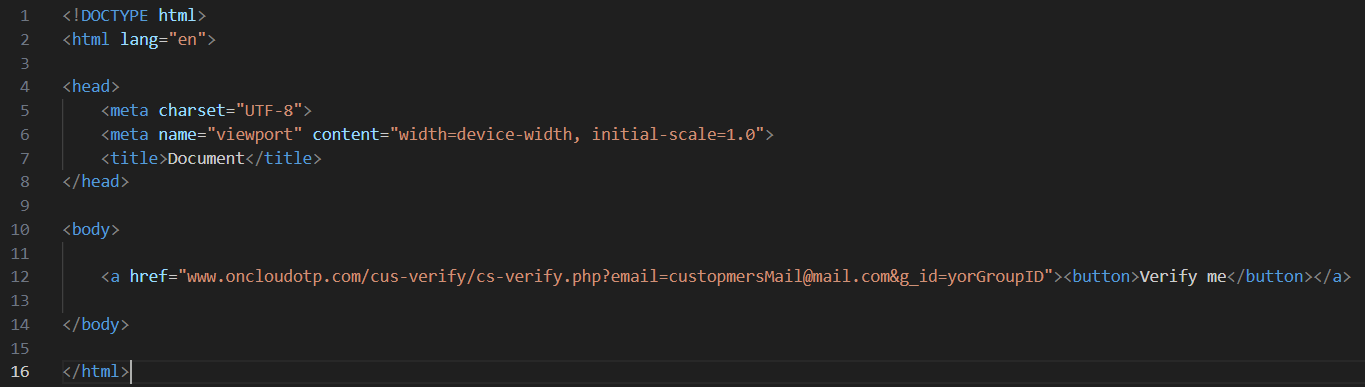 1 <!DOCTYPE html>
2 <html lang="en">
3
4 <head>
5     <meta charset="UTF-8">
6     <meta name="viewport" content="width=device-width, initial-scale=1.0">
7     <title>Document</title>
8 </head>
9
10 <body>
11
12     <a href="www.oncloudotp.com/cus-verify/cs-verify.php?email=custopmersMail@mail.com&g_id=yorGroupID"><button>Verify me</button></a>
13
14 </body>
15
16 </html>